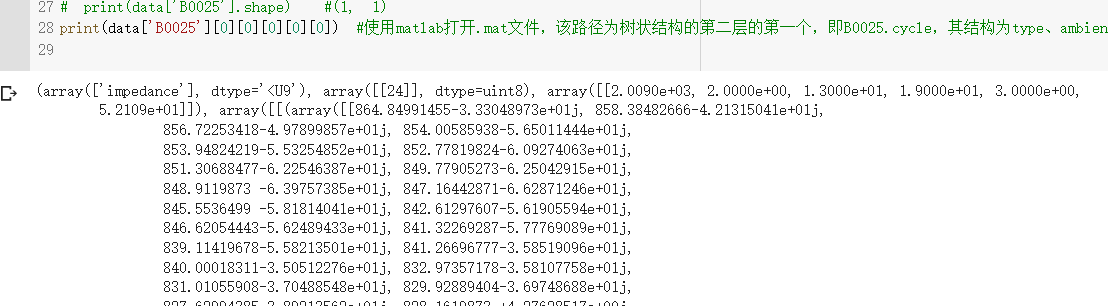 27 #  print(data['B0025'].shape)    #(1, 1)
28 print(data['B0025'][0][0][0][0][0])  #使用matlab打开.mat文件，该路径为树状结构的第二层的第一个，即B0025.cycle，其结构为type、ambien
29
(array(['impedance'], dtype='<U9'), array([[24]], dtype=uint8), array([[2.0090e+03, 2.0000e+00, 1.3000e+01, 1.9000e+01, 3.0000e+00,
5.2109e+01]]), array([[(array([[864.84991455-3.33048973e+01j, 858.38482666-4.21315041e+01j,
856.72253418-4.97899857e+01j, 854.00585938-5.65011444e+01j,
853.94824219-5.53254852e+01j, 852.77819824-6.09274063e+01j,
851.30688477-6.22546387e+01j, 849.77905273-6.25042915e+01j,
848.9119873 -6.39757385e+01j, 847.16442871-6.62871246e+01j,
845.5536499 -5.81814041e+01j, 842.61297607-5.61905594e+01j,
846.62054443-5.62489433e+01j, 841.32269287-5.77769089e+01j,
839.11419678-5.58213501e+01j, 841.26696777-3.58519096e+01j,
840.00018311-3.50512276e+01j, 832.97357178-3.58107758e+01j,
831.01055908-3.70488548e+01j, 829.92889404-3.69748688e+01j,